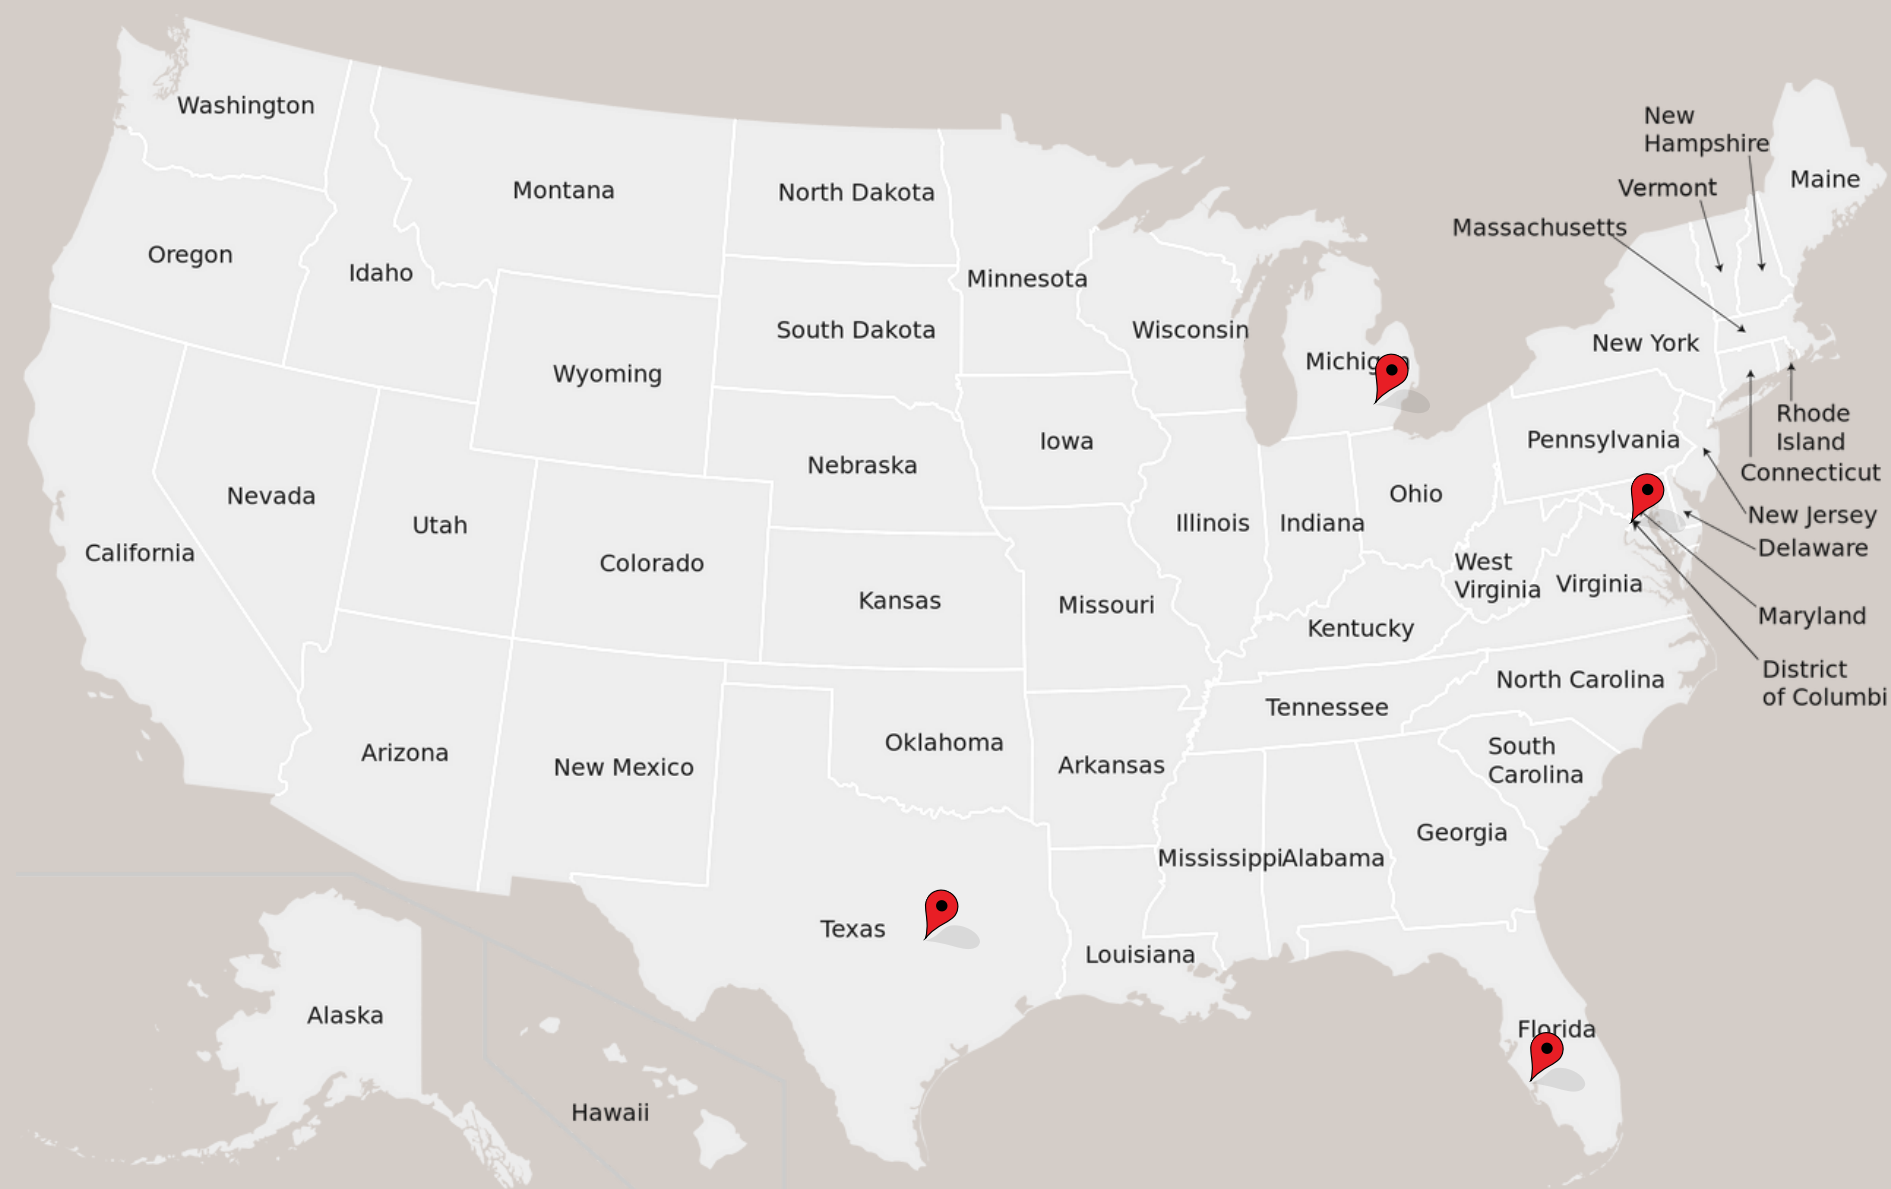 New
Hampshire
Washington
Maine
Vermont
Montana
North Dakota
Massachusetts
Oregon
Idaho
Minnesota
South Dakota
Wisconsin
New York
Michig
Wyoming
Rhode
Island
Pennsylvania
Iowa
Nebraska
Connecticut
Ohio
Nevada
New Jersey
Utah
Illinois
Indiana
Delaware
California
Colorado
West
Virginia
Virginia
Kansas
Missouri
Maryland
Kentucky
District
of Columbi
North Carolina
Tennessee
Oklahoma
South
Carolina
Arizona
New Mexico
Arkansas
Georgia
Mississippi
Alabama
Texas
Louisiana
Alaska
Florida
Hawaii